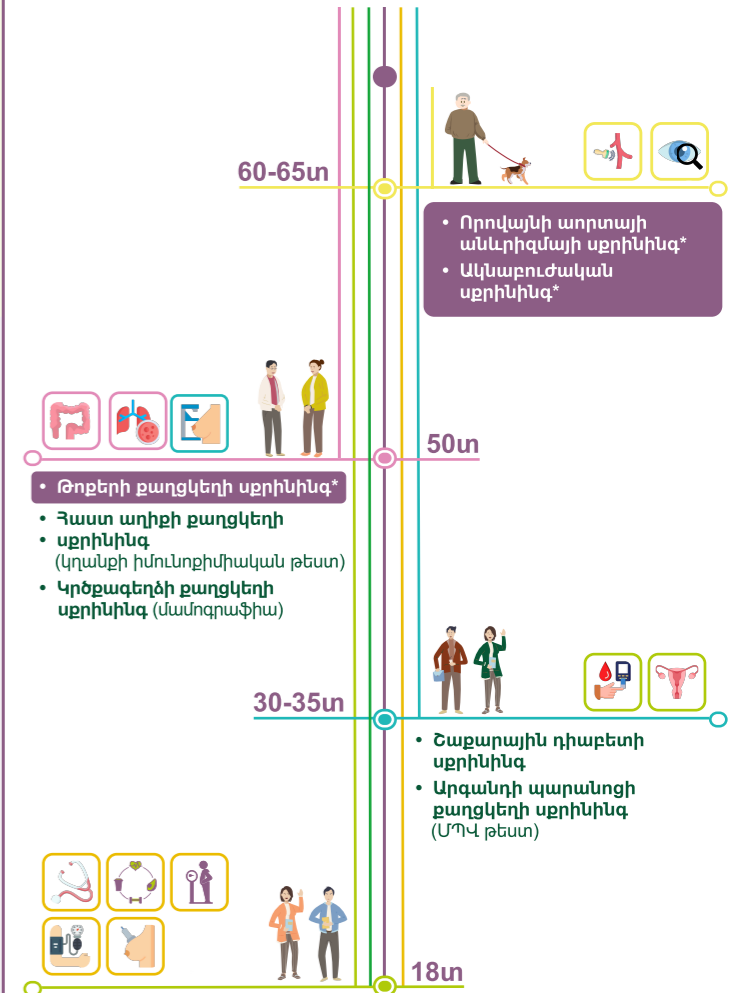 60-65տ
• Որովայնի աորտայի
անևրիզմայի սքրինինգ*
• Ակնաբուժական
սքրինինգ*
50տ
• Թոքերի քաղցկեղի սքրինինգ*
• Հաստ աղիքի քաղցկեղի
• սքրինինգ
(կղանքի իմունոքիմիական թեստ)
• Կրծքագեղձի քաղցկեղի
սքրինինգ (մամոգրաֆիա)
30-35տ
• Շաքարային դիաբետի
սքրինինգ
• Արգանդի պարանոցի
քաղցկեղի սքրինինգ
(ՄՊՎ թեստ)
18տ